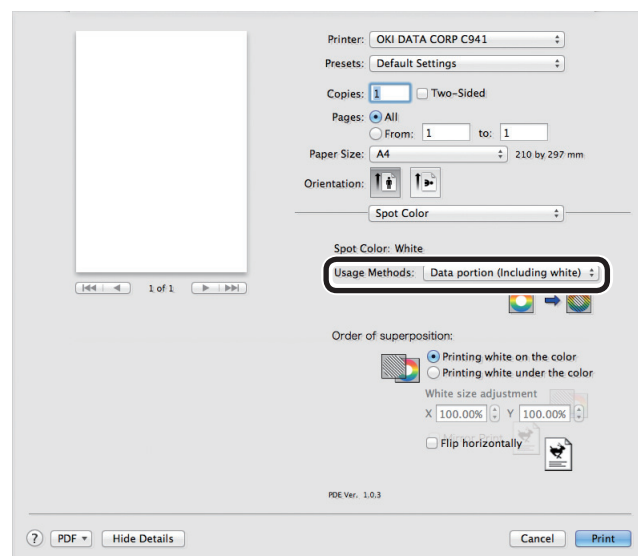 Printer: OKI DATA CORP C941
Presets: Default Settings
Copies: 1 Two-Sided
Pages: All
From: 1 to: 1
Paper Size: A4 210 by 297 mm
Orientation:
Spot Color
Spot Color: White
Usage Methods: Data portion (Including white)
1 of 1
Order of superposition:
Printing white on the color
Printing white under the color
White size adjustment
X 100.00% Y 100.00%
Flip horizontally
PDE Ver. 1.0.3
? PDF Hide Details Cancel Print